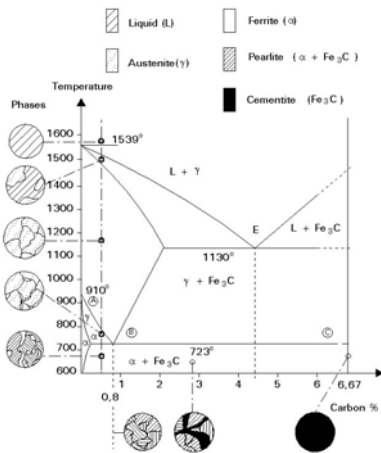 Liquid (L)
Ferrite (α)
Austenite(γ)
Pearlite (α + Fe₃C)
Cementite (Fe₃C)
Temperature
Phases
1600
1539°
1500
1400
L + γ
1300
1200
E
L + Fe₃C
1100
1130°
1000
γ + Fe₃C
910°
900
A
800
γ
α
B
C
700
α
723°
α + Fe₃C
600
1 2 3 4 5 6 6,67
0,8
Carbon %